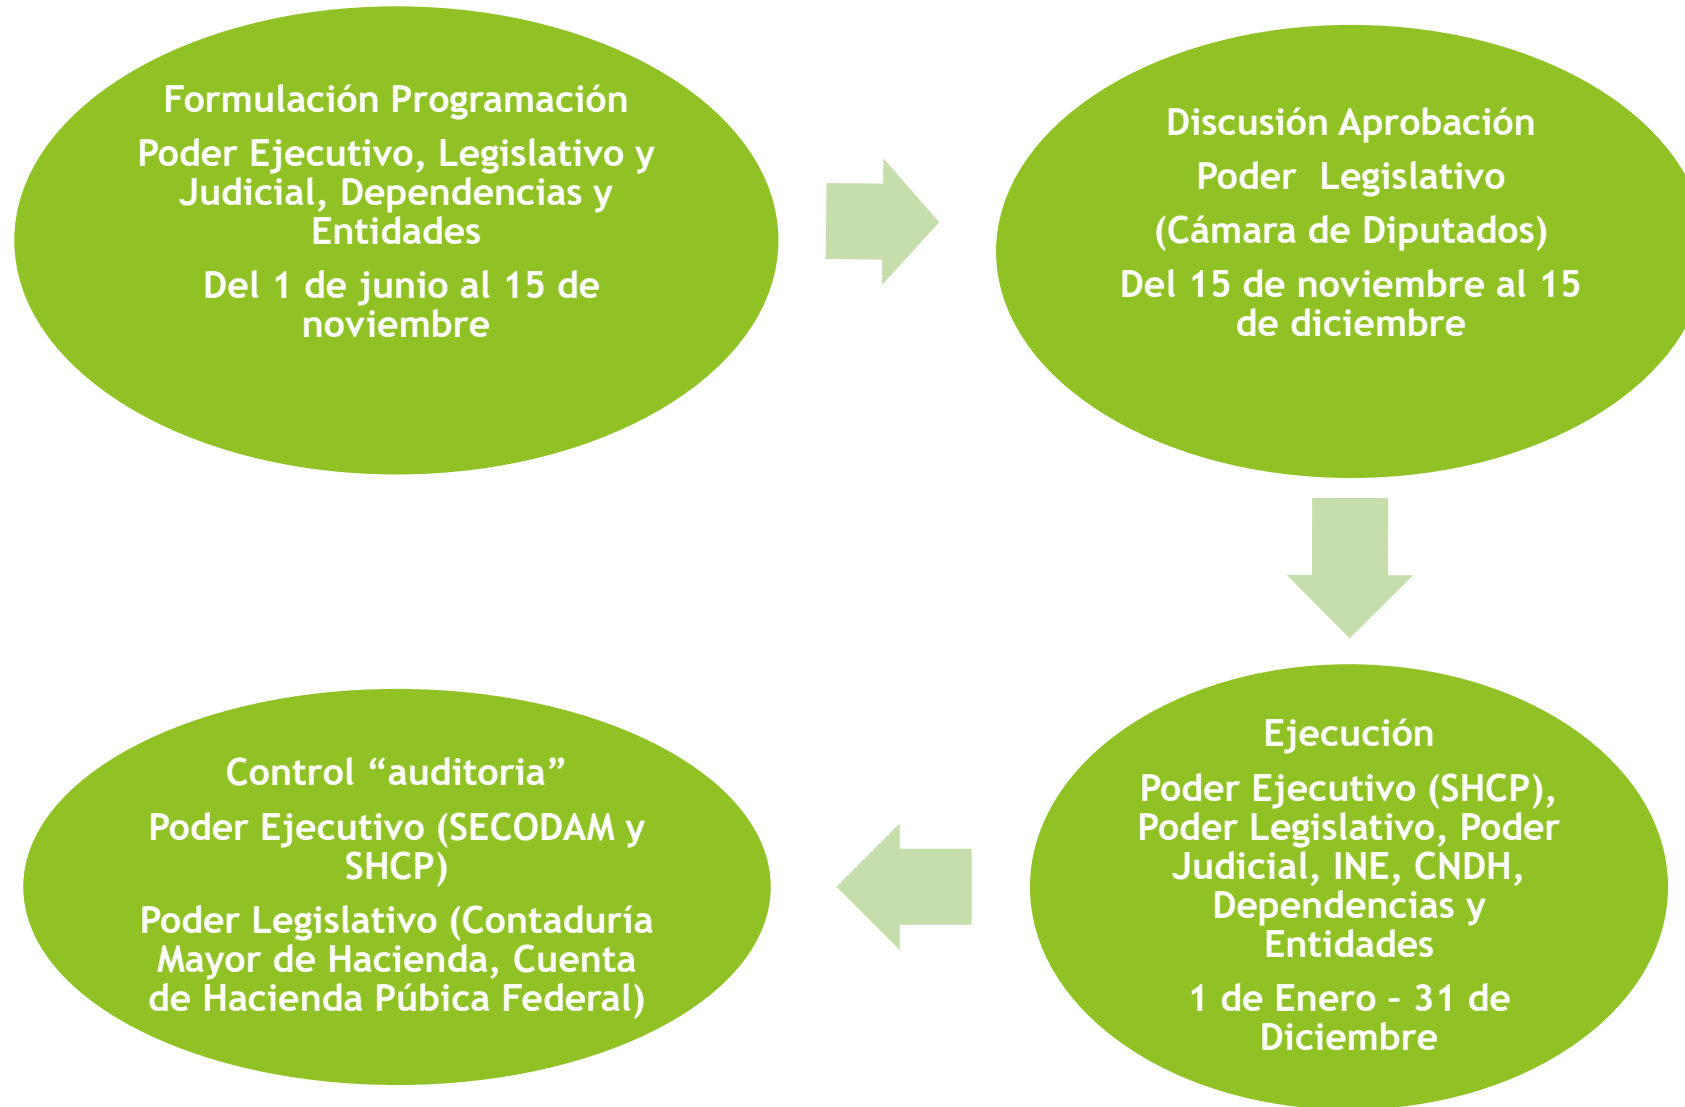 Formulación Programación
Poder Ejecutivo, Legislativo y
Judicial, Dependencias y
Entidades
Del 1 de junio al 15 de
noviembre
Discusión Aprobación
Poder Legislativo
(Cámara de Diputados)
Del 15 de noviembre al 15
de diciembre
Ejecución
Poder Ejecutivo (SHCP),
Poder Legislativo, Poder
Judicial, INE, CNDH,
Dependencias y
Entidades
1 de Enero – 31 de
Diciembre
Control “auditoria”
Poder Ejecutivo (SECODAM y
SHCP)
Poder Legislativo (Contaduría
Mayor de Hacienda, Cuenta
de Hacienda Púbica Federal)